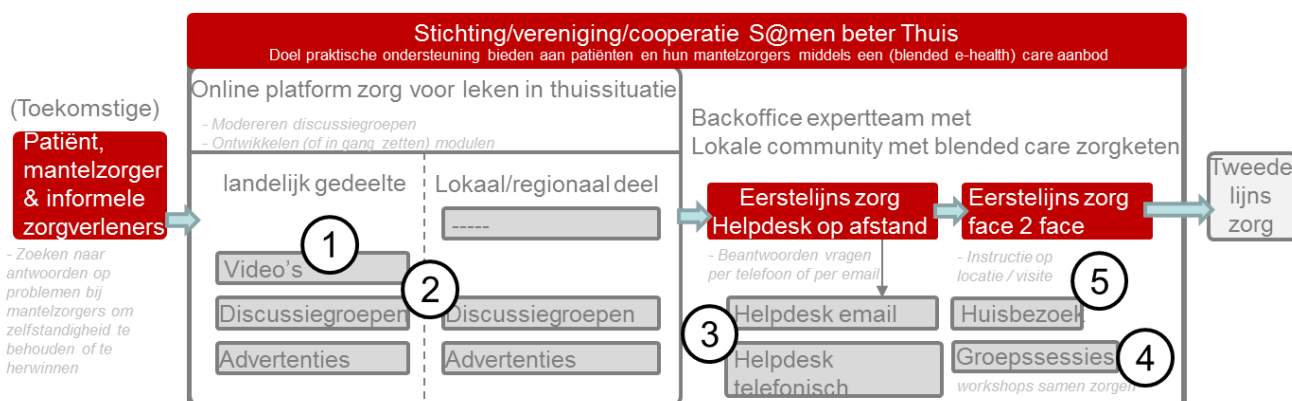 Stichting/vereniging/cooperatie S@men beter Thuis
Doel praktische ondersteuning bieden aan patiënten en hun mantelzorgers middels een (blended e-health) care aanbod
(Toekomstige)
Patiënt,
mantelzorger
& informele
zorgverleners
- Zoeken naar
antwoorden op
problemen bij
mantelzorgers om
zelfstandigheid te
behouden of te
herwinnen
Online platform zorg voor leken in thuissituatie
- Modereren discussiegroepen
- Ontwikkelen (of in gang zetten) modulen
landelijk gedeelte
1
Video's
2
Discussiegroepen
Advertenties
Lokaal/regionaal deel
-----
Discussiegroepen
Advertenties
Backoffice expertteam met
Lokale community met blended care zorgketen
Eerstelijns zorg
Helpdesk op afstand
- Beantwoorden vragen
per telefoon of per email
3
Helpdesk email
Helpdesk
telefonisch
Eerstelijns zorg
face 2 face
- Instructie op
locatie / visite
5
Huisbezoek
Groepssessies
4
workshops samen zorgen
Tweede
lijns
zorg